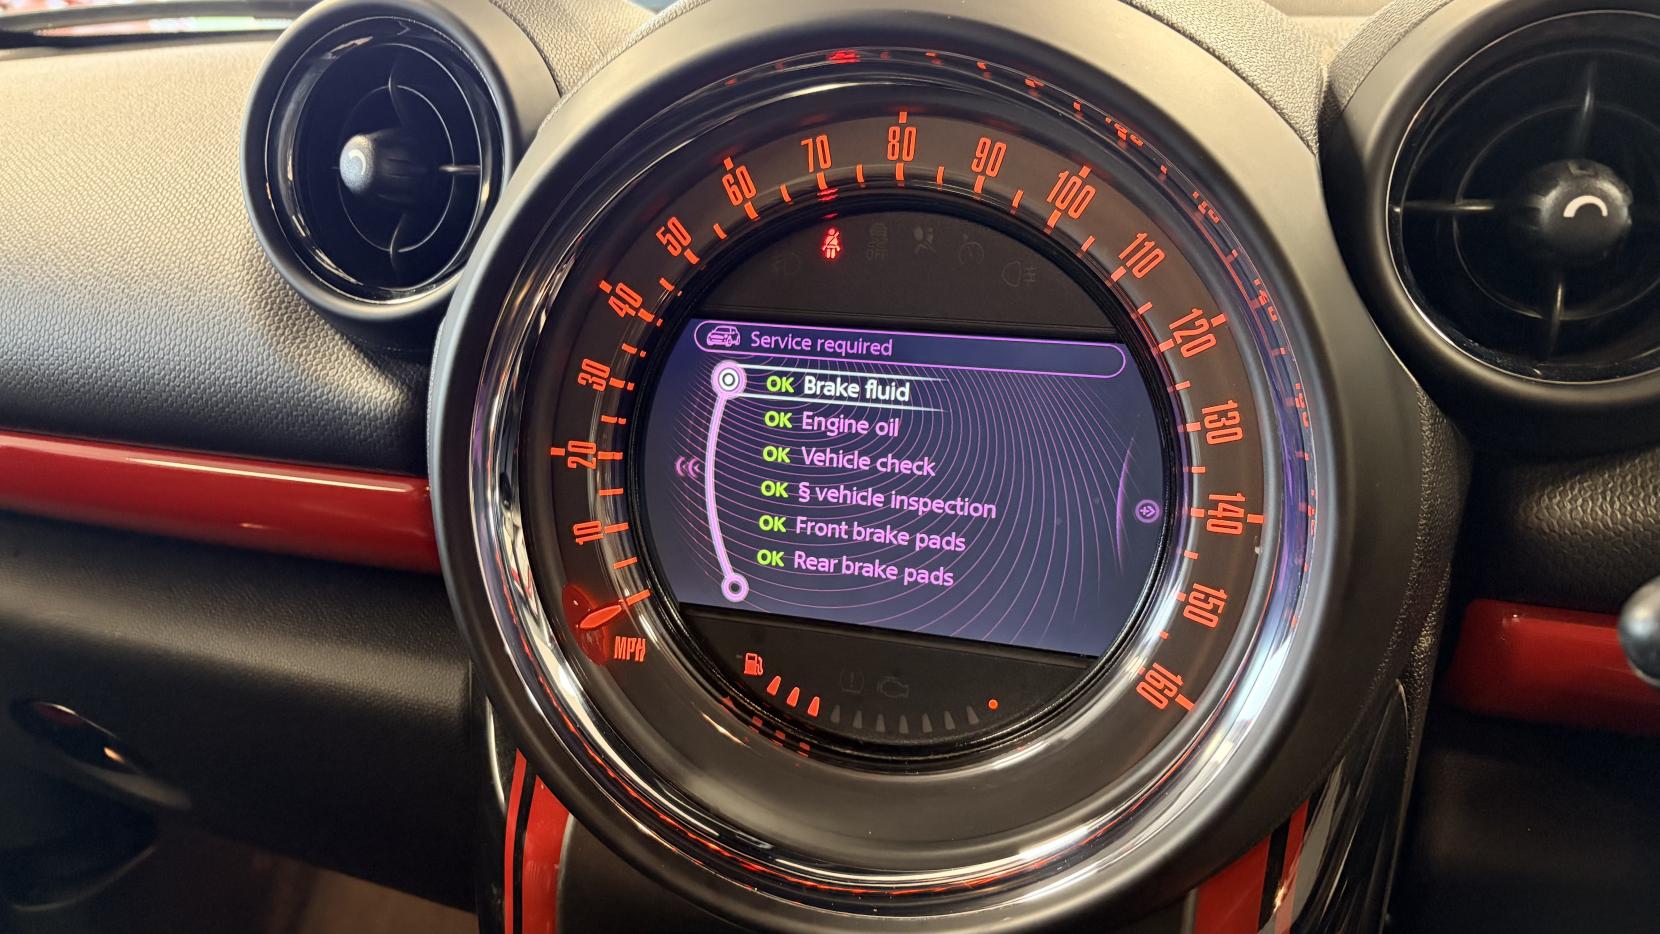 Service required
OK Brake fluid
OK Engine oil
OK Vehicle check
OK § vehicle inspection
OK Front brake pads
OK Rear brake pads
10
20
30
40
50
60
70
80
90
100
110
120
130
140
150
160
MPH